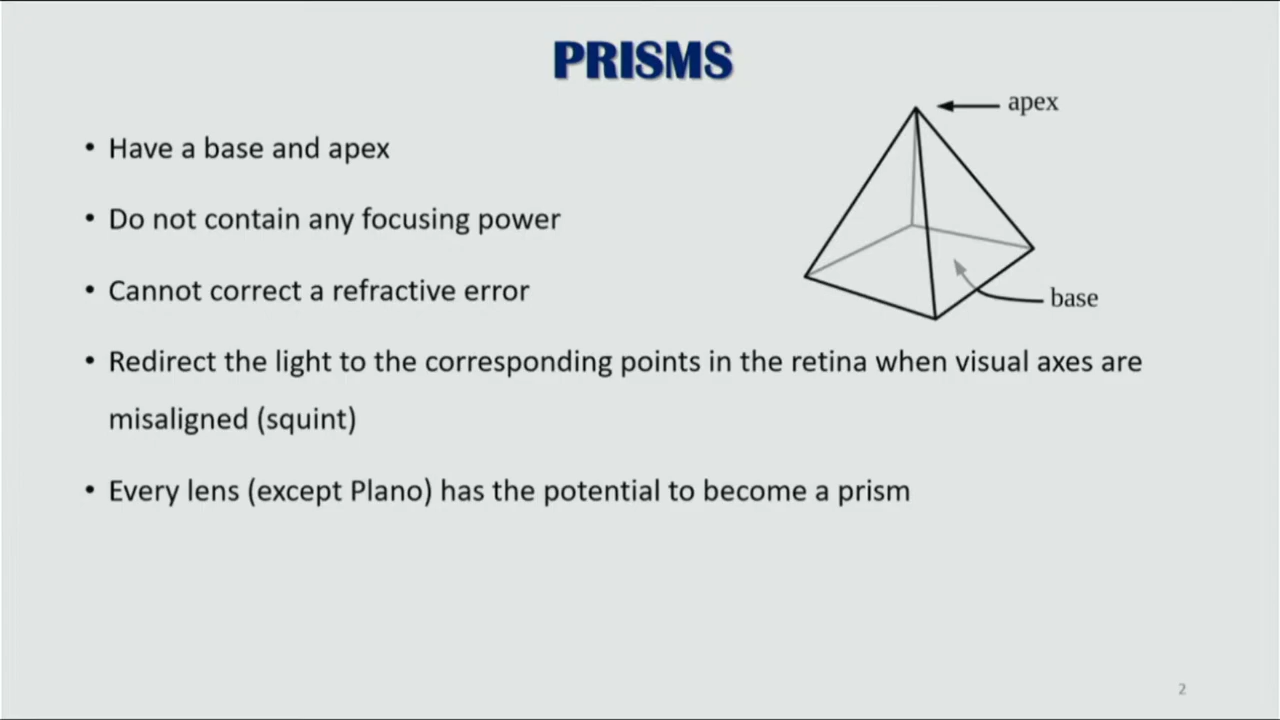 PRISMS
apex
• Have a base and apex
• Do not contain any focusing power
• Cannot correct a refractive error
base
• Redirect the light to the corresponding points in the retina when visual axes are
misaligned (squint)
• Every lens (except Plano) has the potential to become a prism
2